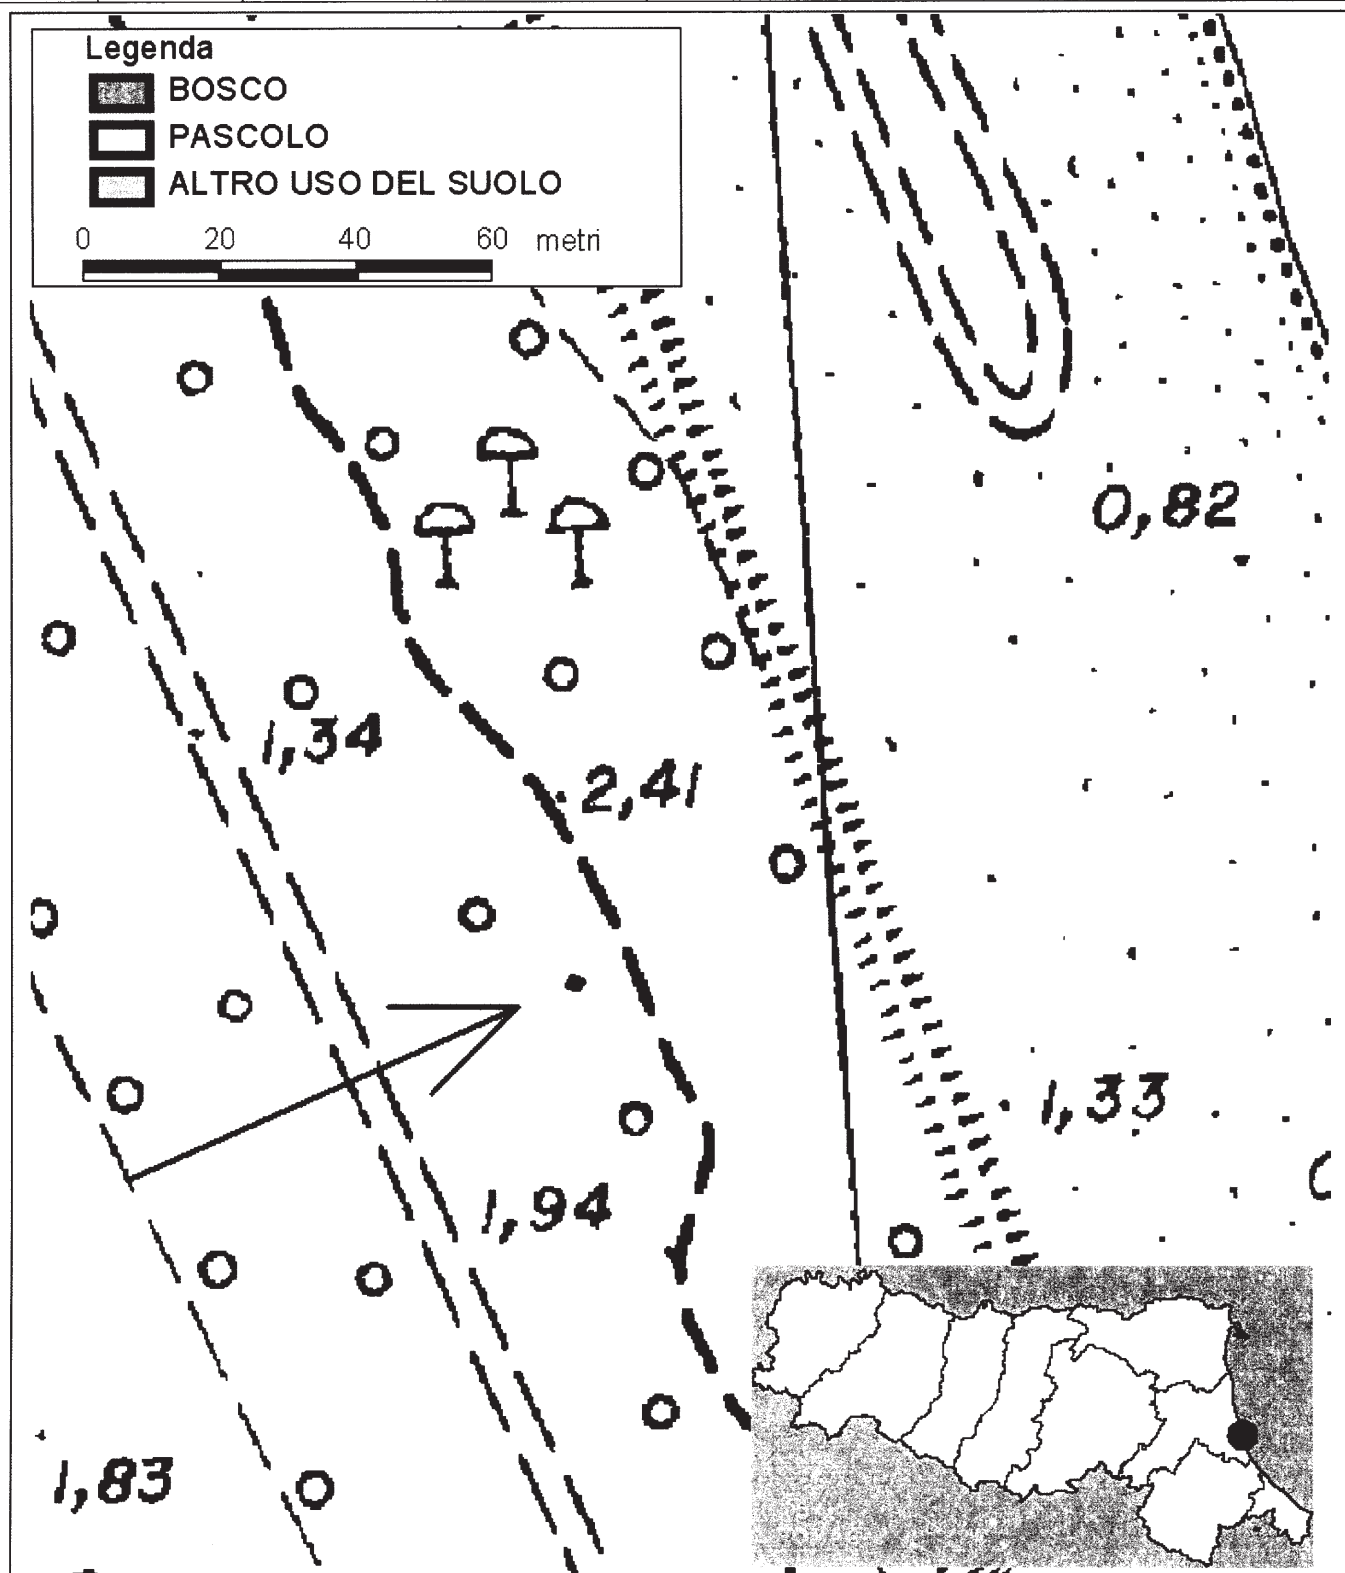 Legenda
BOSCO
PASCOLO
ALTRO USO DEL SUOLO
0 20 40 60 metri
0,82
1,34
2,41
1,33
1,94
1,83